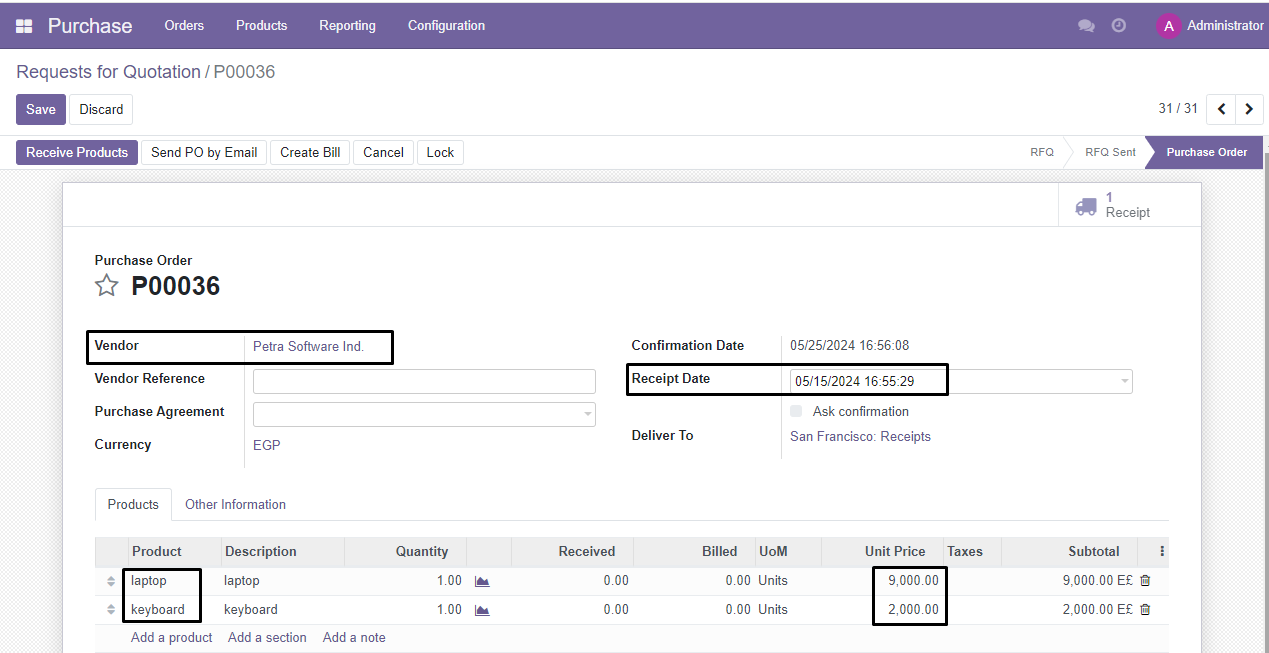 Purchase Orders Products Reporting Configuration A Administrator
Requests for Quotation / P00036
Save Discard 31 / 31
Receive Products Send PO by Email Create Bill Cancel Lock RFQ RFQ Sent Purchase Order
1
Receipt
Purchase Order
P00036
Vendor Petra Software Ind. Confirmation Date 05/25/2024 16:56:08
Vendor Reference Receipt Date 05/15/2024 16:55:29
Purchase Agreement Ask confirmation
Currency EGP Deliver To San Francisco: Receipts
Products Other Information
Product Description Quantity Received Billed UoM Unit Price Taxes Subtotal
laptop laptop 1.00 0.00 0.00 Units 9,000.00 9,000.00 E£
keyboard keyboard 1.00 0.00 0.00 Units 2,000.00 2,000.00 E£
Add a product Add a section Add a note